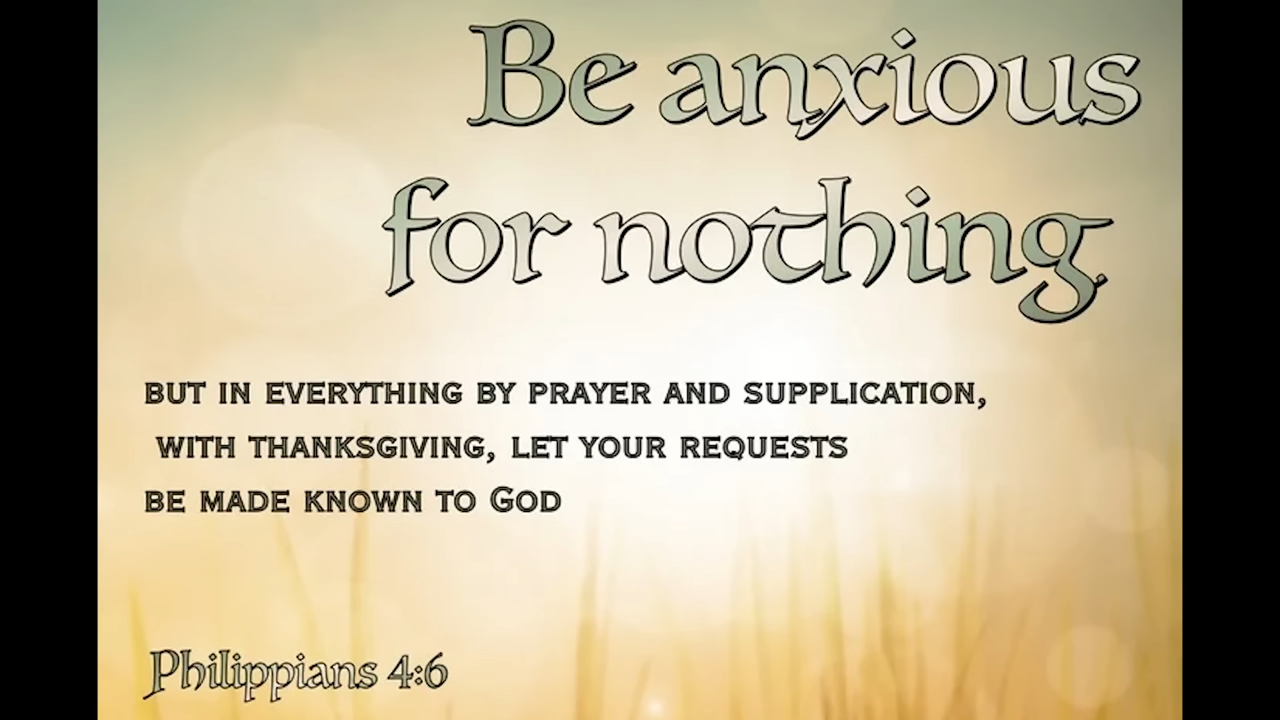 Be anxious
for nothing
BUT IN EVERYTHING BY PRAYER AND SUPPLICATION,
WITH THANKSGIVING, LET YOUR REQUESTS
BE MADE KNOWN TO GOD
Philippians 4:6